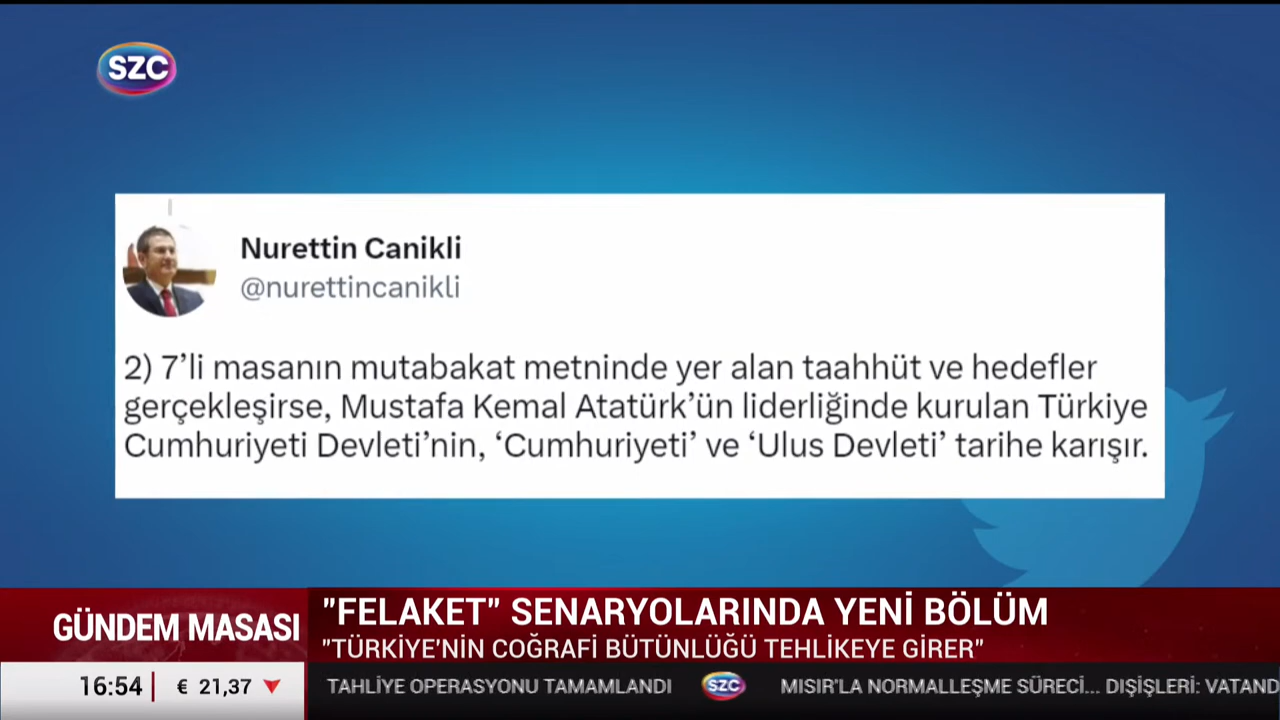 SZC
Nurettin Canikli
@nurettincanikli
2) 7’li masanın mutabakat metninde yer alan taahhüt ve hedefler
gerçekleşirse, Mustafa Kemal Atatürk’ün liderliğinde kurulan Türkiye
Cumhuriyeti Devleti’nin, ‘Cumhuriyeti’ ve ‘Ulus Devleti’ tarihe karışır.
GÜNDEM MASASI
"FELAKET" SENARYOLARINDA YENİ BÖLÜM
"TÜRKİYE'NİN COĞRAFİ BÜTÜNLÜĞÜ TEHLİKEYE GİRER"
16:54 € 21,37
TAHLİYE OPERASYONU TAMAMLANDI SZC MISIR'LA NORMALLEŞME SÜRECİ... DIŞİŞLERİ: VATAND